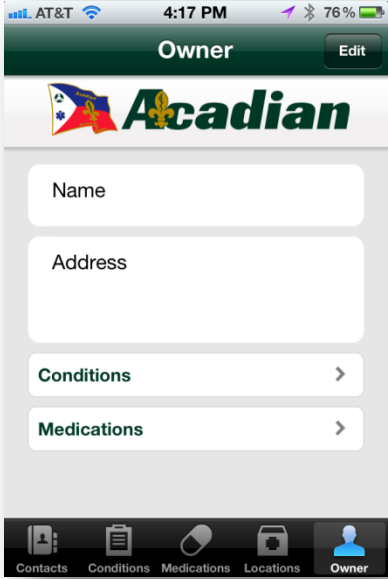 AT&T 4:17 PM 76%
Owner Edit
Acadian
Name
Address
Conditions
Medications
Contacts Conditions Medications Locations Owner